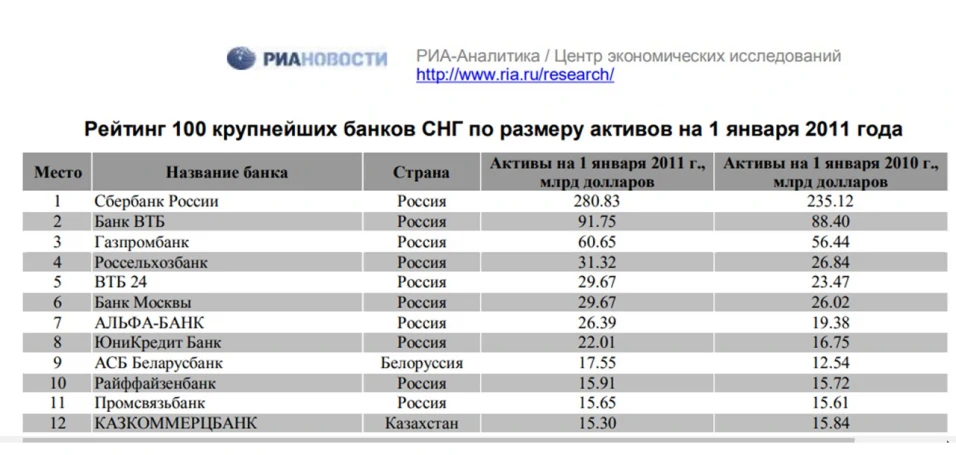 РИАНОВОСТИ РИА-Аналитика / Центр экономических исследований
http://www.ria.ru/research/
Рейтинг 100 крупнейших банков СНГ по размеру активов на 1 января 2011 года
Место Название банка Страна Активы на 1 января 2011 г., млрд долларов Активы на 1 января 2010 г., млрд долларов
1 Сбербанк России Россия 280.83 235.12
2 Банк ВТБ Россия 91.75 88.40
3 Газпромбанк Россия 60.65 56.44
4 Россельхозбанк Россия 31.32 26.84
5 ВТБ 24 Россия 29.67 23.47
6 Банк Москвы Россия 29.67 26.02
7 АЛЬФА-БАНК Россия 26.39 19.38
8 ЮниКредит Банк Россия 22.01 16.75
9 АСБ Беларусбанк Белоруссия 17.55 12.54
10 Райффайзенбанк Россия 15.91 15.72
11 Промсвязьбанк Россия 15.65 15.61
12 КАЗКОММЕРЦБАНК Казахстан 15.30 15.84